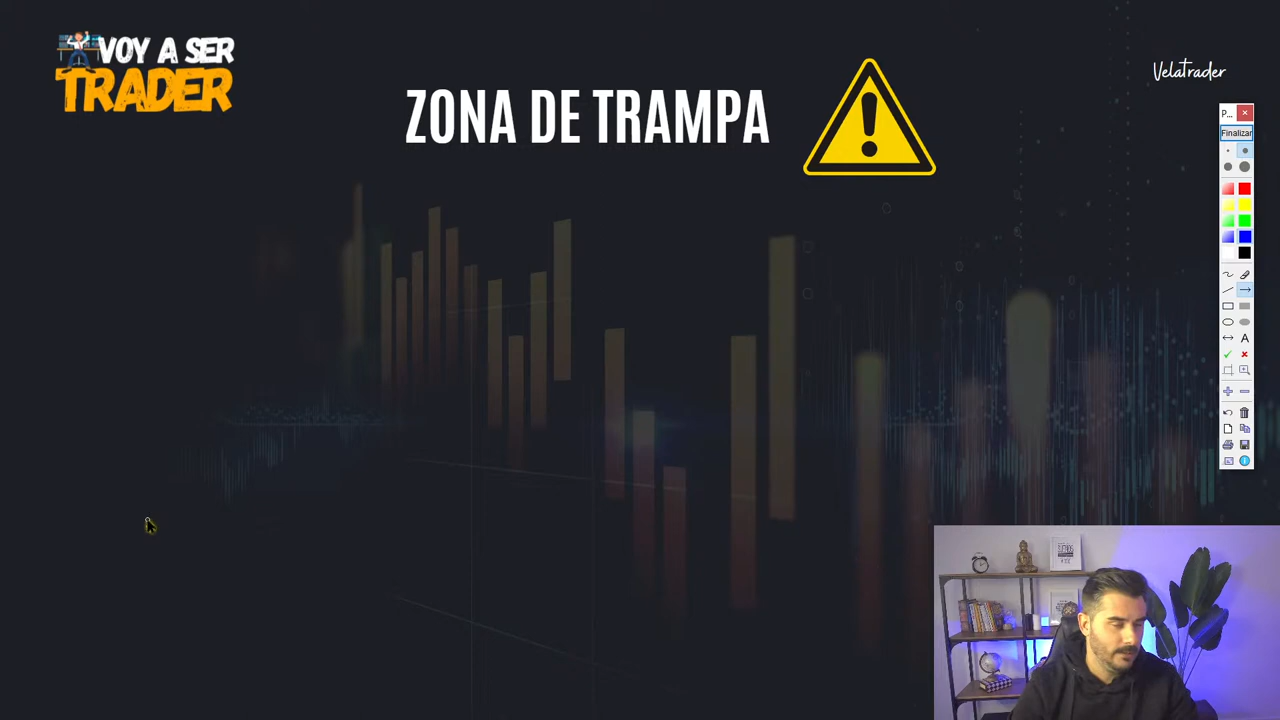 VOY A SER
TRADER
ZONA DE TRAMPA
Velatrader
P...
Finalizar
A